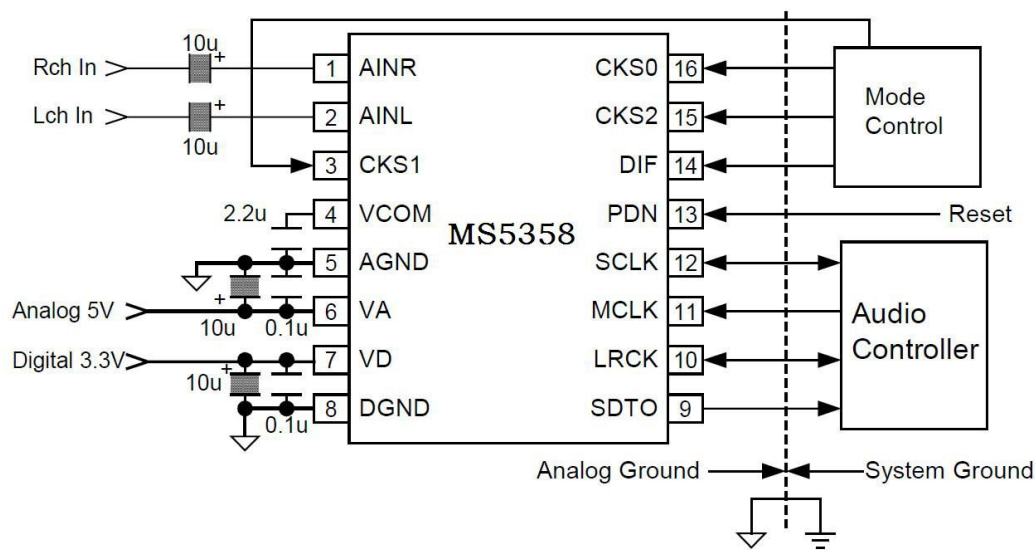 10u
+
Rch In
1 AINR
CKS0 16
Mode
Control
+
Lch In
10u
2 AINL
CKS2 15
3 CKS1
DIF 14
2.2u
4 VCOM
PDN 13
Reset
MS5358
5 AGND
SCLK 12
+
Analog 5V
10u
0.1u
6 VA
MCLK 11
Audio
Controller
Digital 3.3V
+
10u
7 VD
LRCK 10
0.1u
8 DGND
SDTO 9
Analog Ground
System Ground